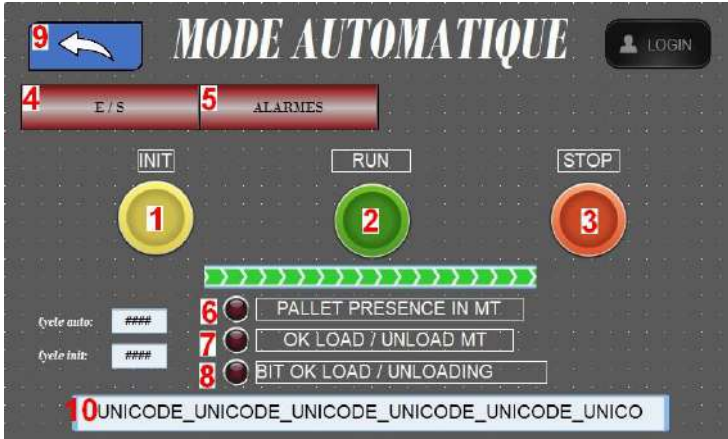 9
MODE AUTOMATIQUE
LOGIN
4 E / S
5 ALARMES
INIT
RUN
STOP
1
2
3
6 PALLET PRESENCE IN MT
Cycle auto: ####
7 OK LOAD / UNLOAD MT
Cycle init: ####
8 BIT OK LOAD / UNLOADING
10 UNICODE_UNICODE_UNICODE_UNICODE_UNICODE_UNICO